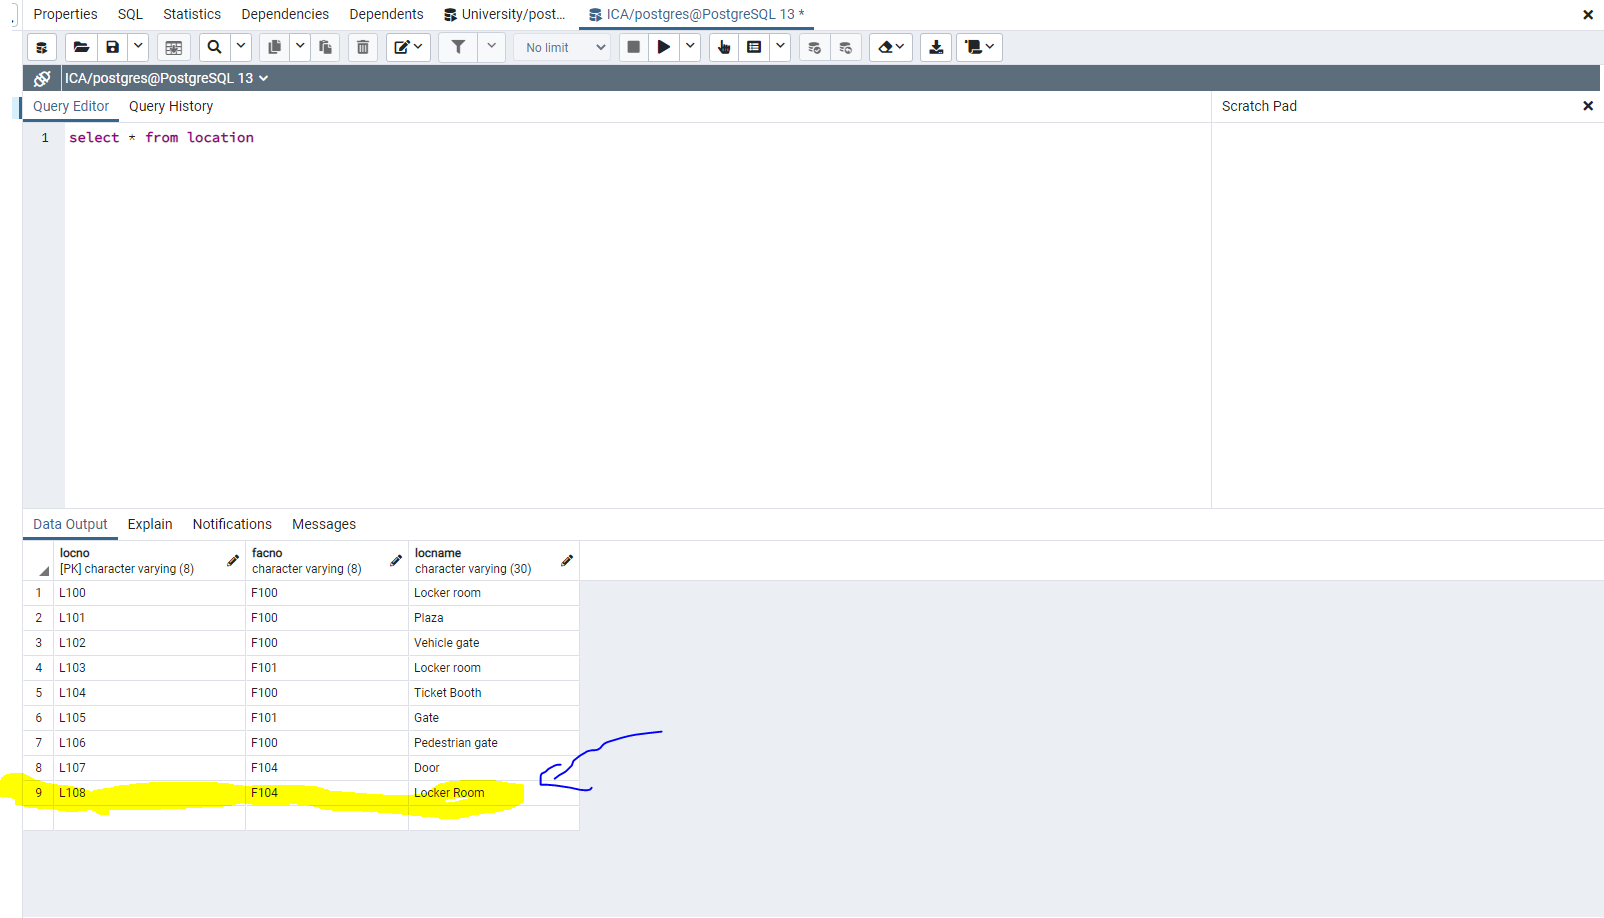 Properties SQL Statistics Dependencies Dependents University/post... ICA/postgres@PostgreSQL 13 *
No limit
ICA/postgres@PostgreSQL 13
Query Editor Query History Scratch Pad
1 select * from location
Data Output Explain Notifications Messages
locno facno locname
[PK] character varying (8) character varying (8) character varying (30)
1 L100 F100 Locker room
2 L101 F100 Plaza
3 L102 F100 Vehicle gate
4 L103 F101 Locker room
5 L104 F100 Ticket Booth
6 L105 F101 Gate
7 L106 F100 Pedestrian gate
8 L107 F104 Door
9 L108 F104 Locker Room